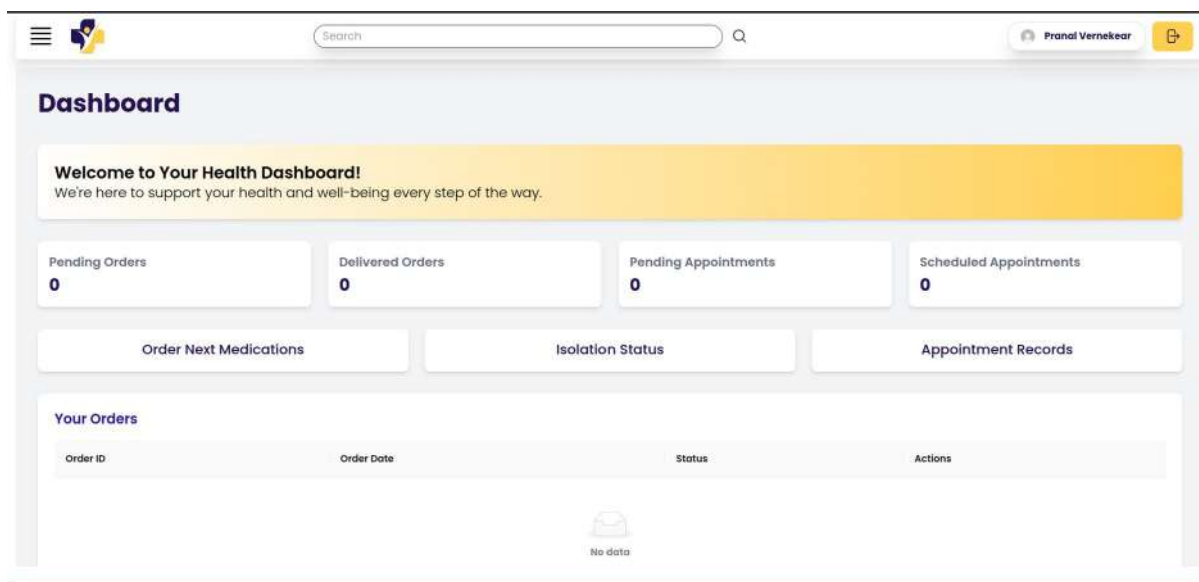 Search
Pranal Vernekear
Dashboard
Welcome to Your Health Dashboard!
We're here to support your health and well-being every step of the way.
Pending Orders
0
Delivered Orders
0
Pending Appointments
0
Scheduled Appointments
0
Order Next Medications
Isolation Status
Appointment Records
Your Orders
Order ID
Order Date
Status
Actions
No data